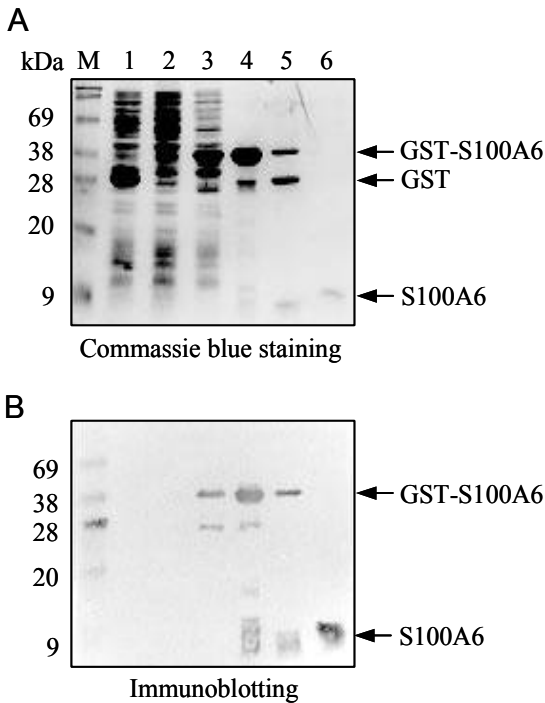 A
kDa M 1 2 3 4 5 6
69
38
28
20
9
GST-S100A6
GST
S100A6
Commassie blue staining
B
69
38
28
20
9
GST-S100A6
S100A6
Immunoblotting